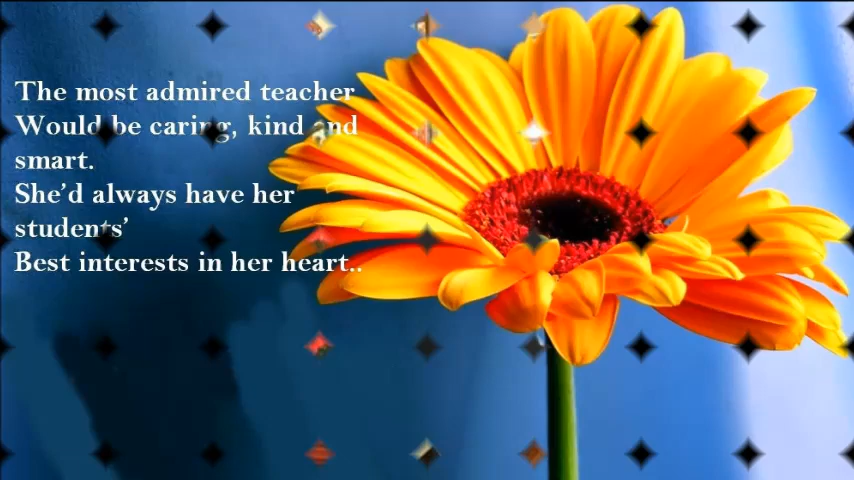 The most admired teacher
Would be caring, kind and
smart.
She’d always have her
students’
Best interests in her heart..